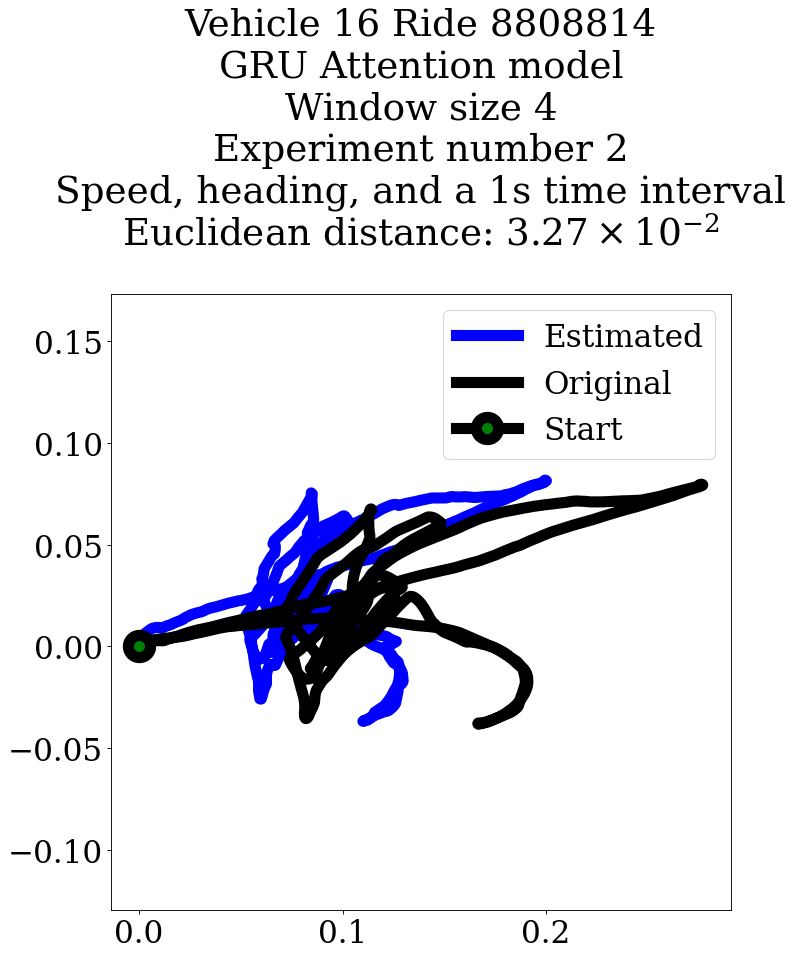 Vehicle 16 Ride 8808814
GRU Attention model
Window size 4
Experiment number 2
Speed, heading, and a 1s time interval
Euclidean distance: 3.27 × 10⁻²
Estimated
Original
Start
0.15
0.10
0.05
0.00
−0.05
−0.10
0.0 0.1 0.2